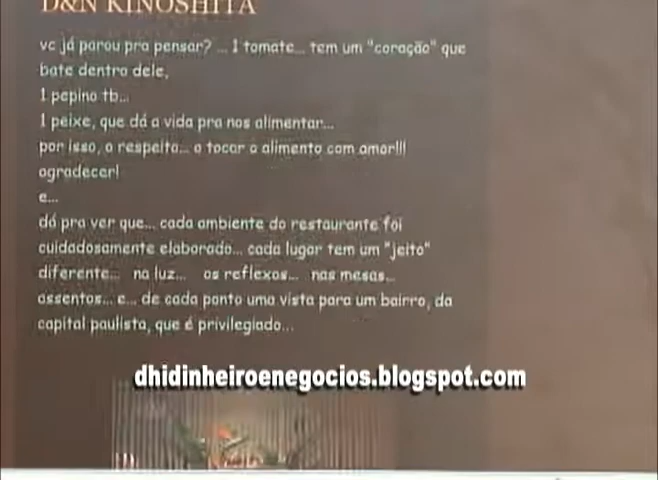 D&N KINOSHITA
vc já parou pra pensar? ... 1 tomate... tem um "coração" que
bate dentro dele,
1 pepino tb...
1 peixe, que dá a vida pra nos alimentar...
por isso, o respeito... o tocar o alimento com amor!!!
agradecer!
e...
dá pra ver que... cada ambiente do restaurante foi
cuidadosamente elaborado... cada lugar tem um "jeito"
diferente... na luz... os reflexos... nas mesas...
assentos... e... de cada ponto uma vista para um bairro, da
capital paulista, que é privilegiado...
dhidinheiroenegocios.blogspot.com